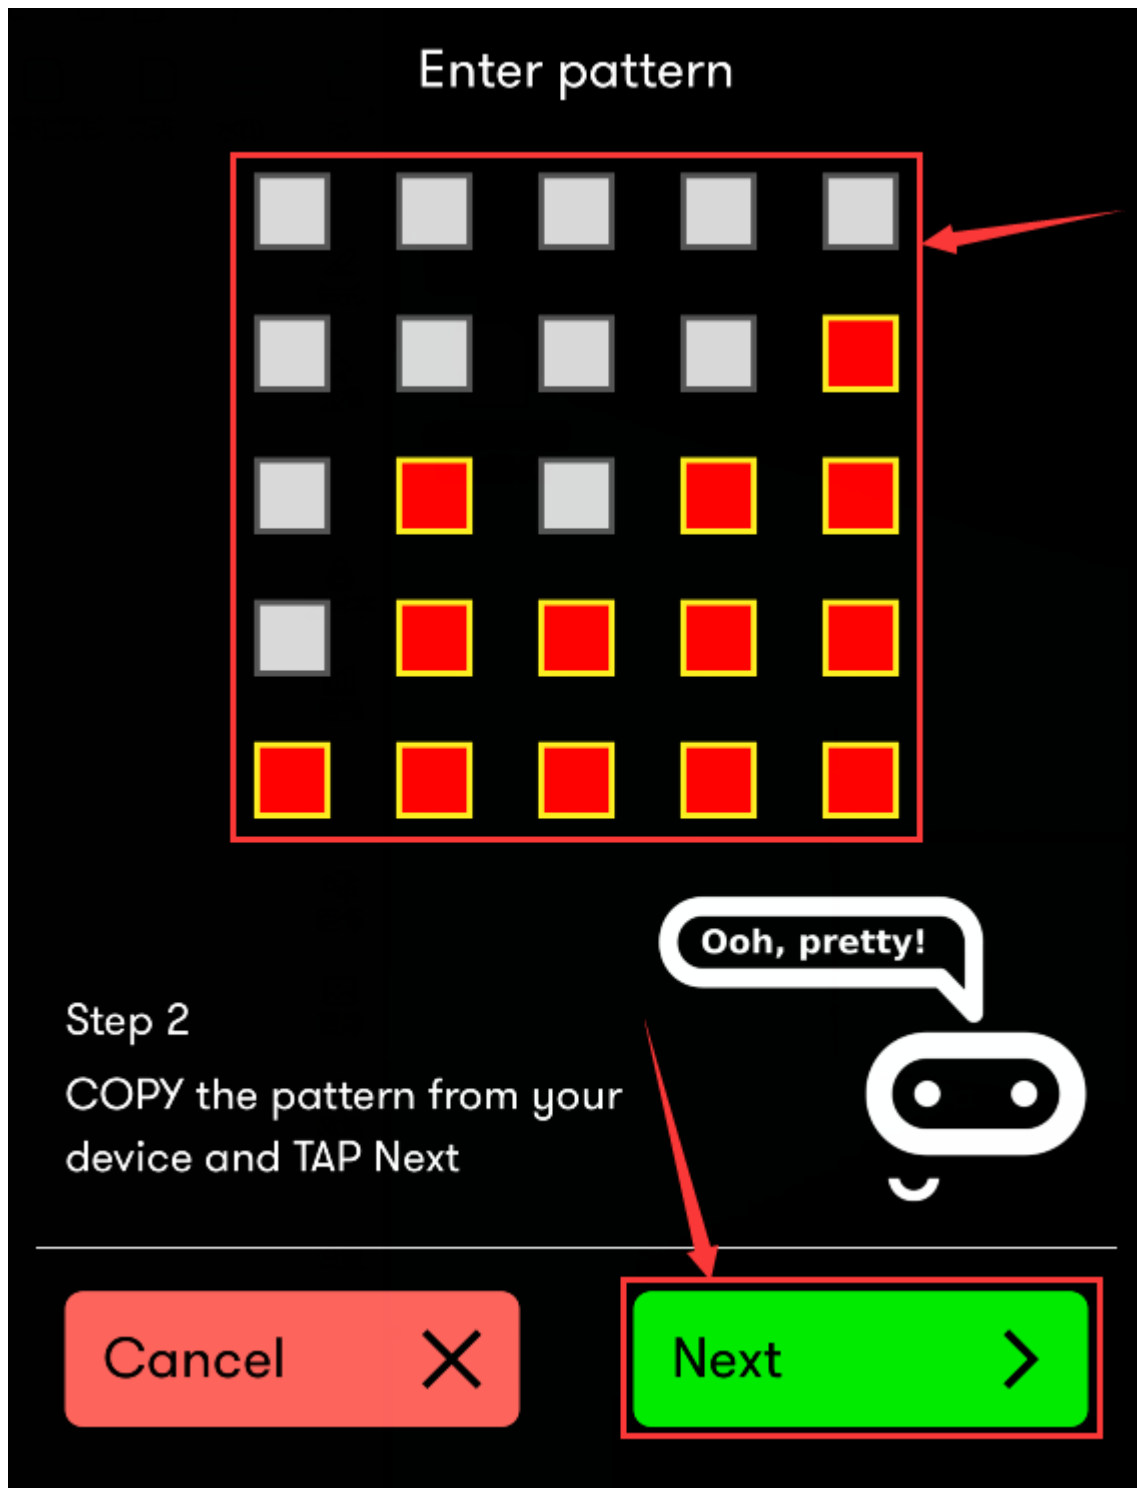 Enter pattern
Ooh, pretty!
Step 2
COPY the pattern from your
device and TAP Next
Cancel
Next